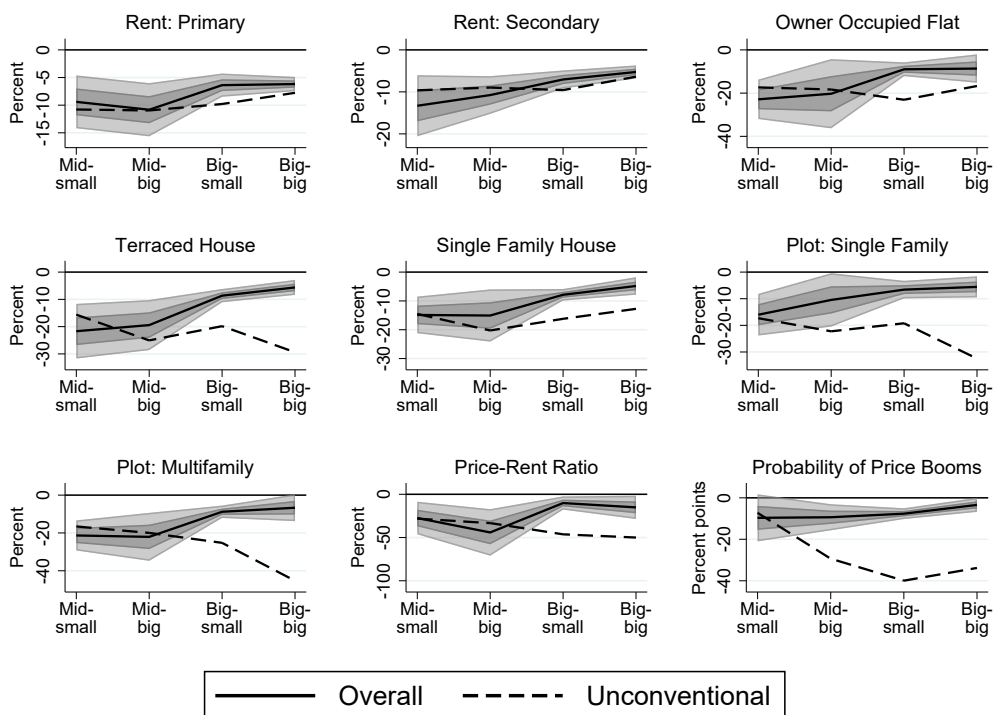 Rent: Primary
Percent
0
-5
-10
-15
Mid-
small
Mid-
big
Big-
small
Big-
big
Rent: Secondary
Percent
0
-10
-20
Mid-
small
Mid-
big
Big-
small
Big-
big
Owner Occupied Flat
Percent
0
-20
-40
Mid-
small
Mid-
big
Big-
small
Big-
big
Terraced House
Percent
0
-10
-20
-30
Mid-
small
Mid-
big
Big-
small
Big-
big
Single Family House
Percent
0
-10
-20
-30
Mid-
small
Mid-
big
Big-
small
Big-
big
Plot: Single Family
Percent
0
-10
-20
-30
Mid-
small
Mid-
big
Big-
small
Big-
big
Plot: Multifamily
Percent
0
-20
-40
Mid-
small
Mid-
big
Big-
small
Big-
big
Price-Rent Ratio
Percent
0
-50
-100
Mid-
small
Mid-
big
Big-
small
Big-
big
Probability of Price Booms
Percent points
0
-20
-40
Mid-
small
Mid-
big
Big-
small
Big-
big
Overall Unconventional